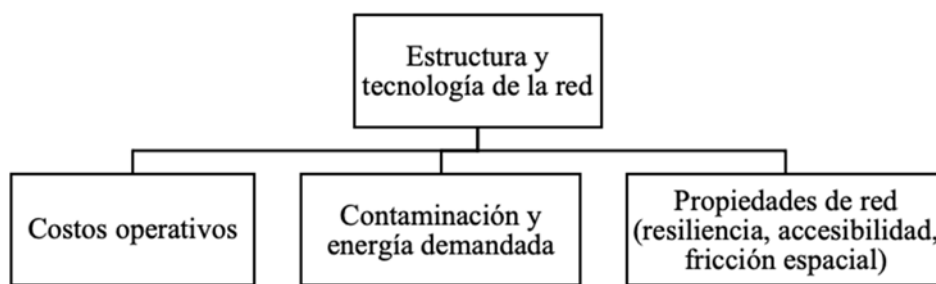 Estructura y
tecnología de la red
Costos operativos
Contaminación y
energía demandada
Propiedades de red
(resiliencia, accesibilidad,
fricción espacial)